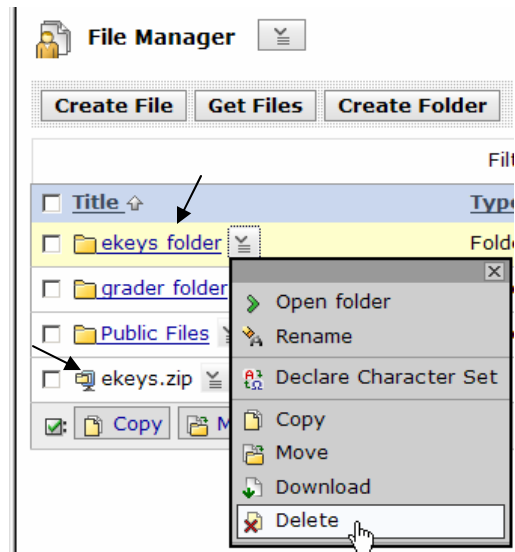 File Manager
Create File Get Files Create Folder
Title
ekeys folder
grader folder
Public Files
ekeys.zip
Copy
Open folder
Rename
Declare Character Set
Copy
Move
Download
Delete